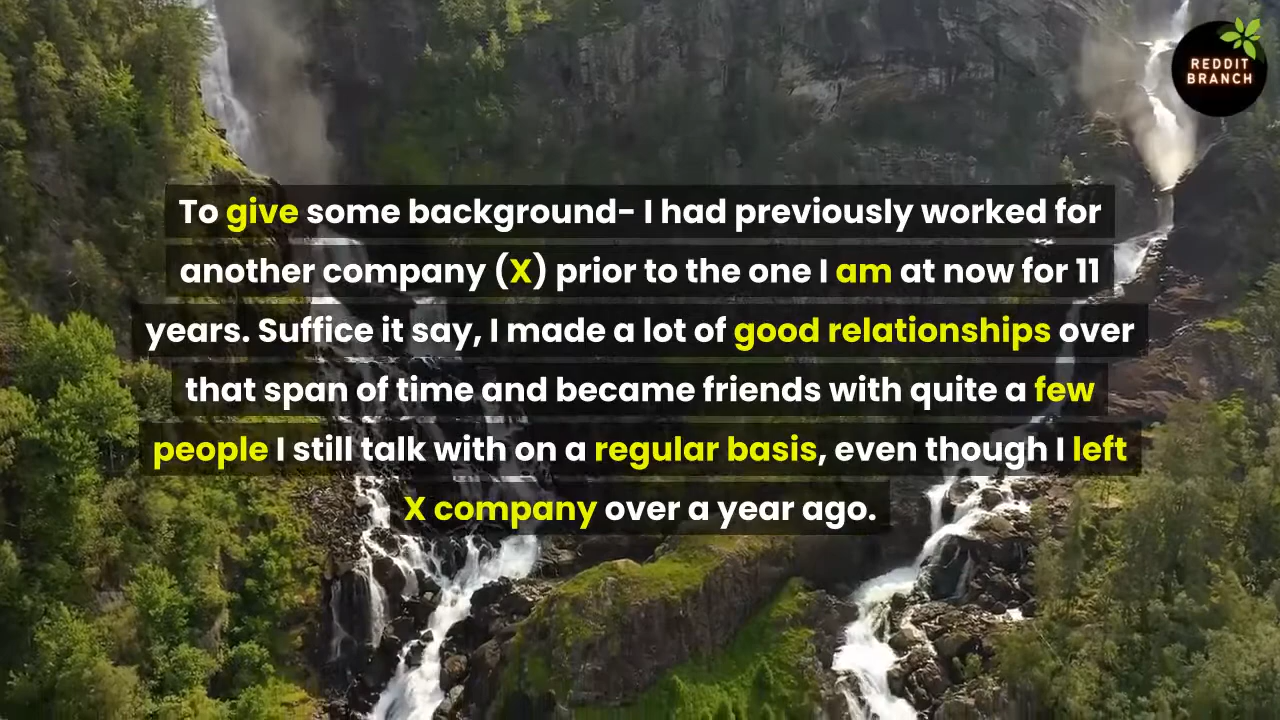 REDDIT
BRANCH
To give some background- I had previously worked for
another company (X) prior to the one I am at now for 11
years. Suffice it say, I made a lot of good relationships over
that span of time and became friends with quite a few
people I still talk with on a regular basis, even though I left
X company over a year ago.